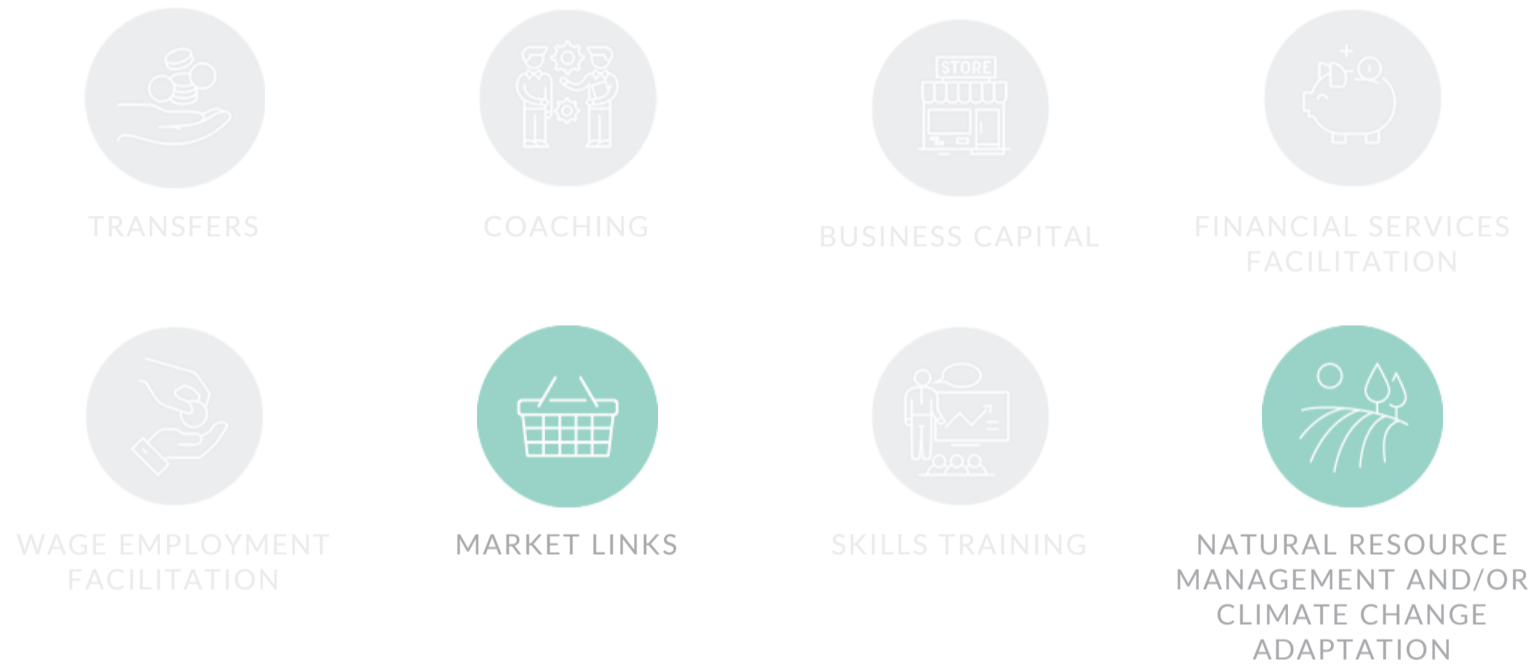 STORE
TRANSFERS
COACHING
BUSINESS CAPITAL
FINANCIAL SERVICES
FACILITATION
WAGE EMPLOYMENT
FACILITATION
MARKET LINKS
SKILLS TRAINING
NATURAL RESOURCE
MANAGEMENT AND/OR
CLIMATE CHANGE
ADAPTATION